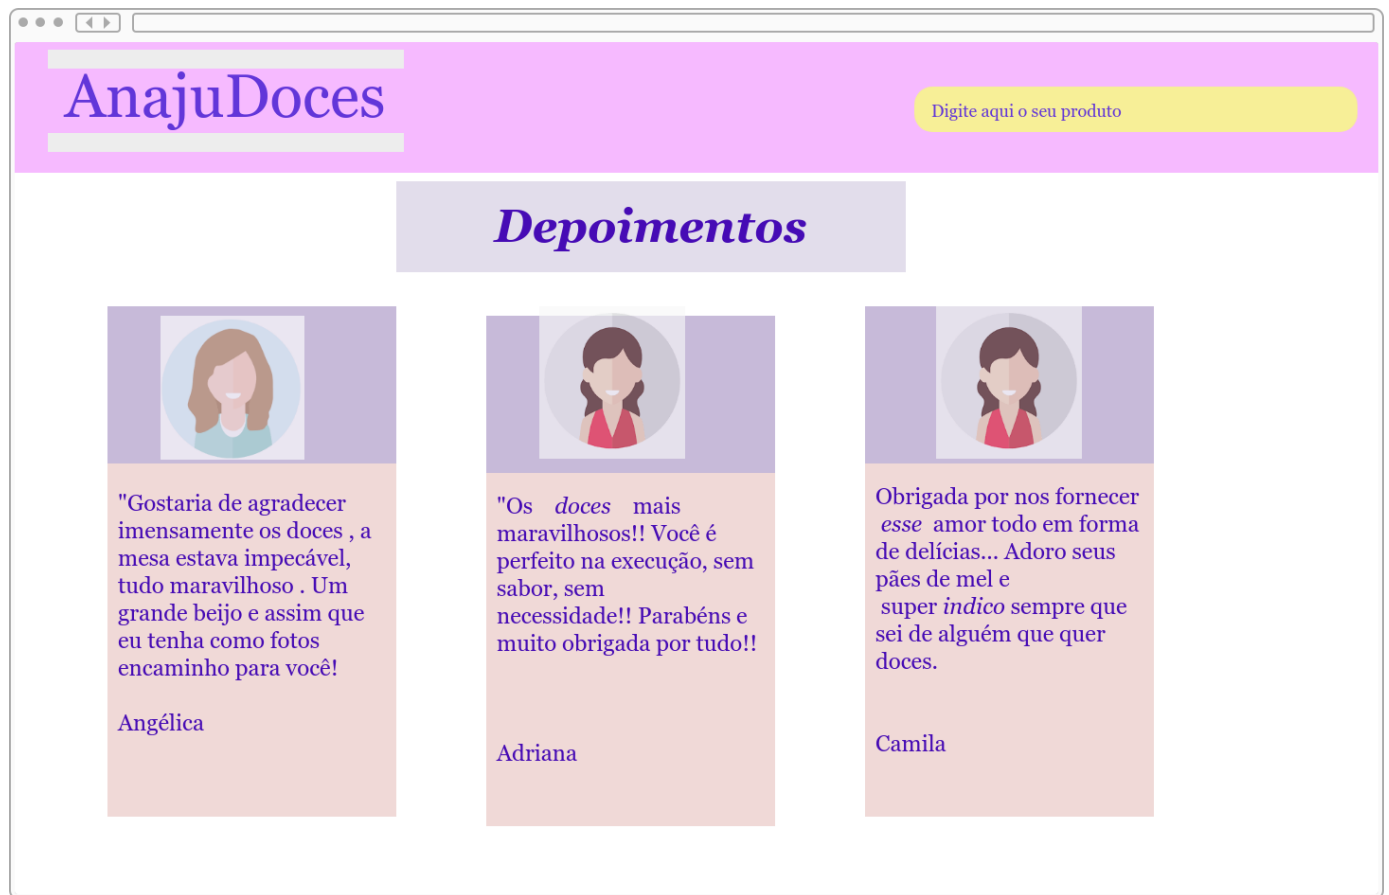 AnajuDoces
Digite aqui o seu produto
Depoimentos
"Gostaria de agradecer
imensamente os doces , a
mesa estava impecável,
tudo maravilhoso . Um
grande beijo e assim que
eu tenha como fotos
encaminho para você!
Angélica
"Os doces mais
maravilhosos!! Você é
perfeito na execução, sem
sabor, sem
necessidade!! Parabéns e
muito obrigada por tudo!!
Adriana
Obrigada por nos fornecer
esse amor todo em forma
de delícias... Adoro seus
pães de mel e
super indico sempre que
sei de alguém que quer
doces.
Camila